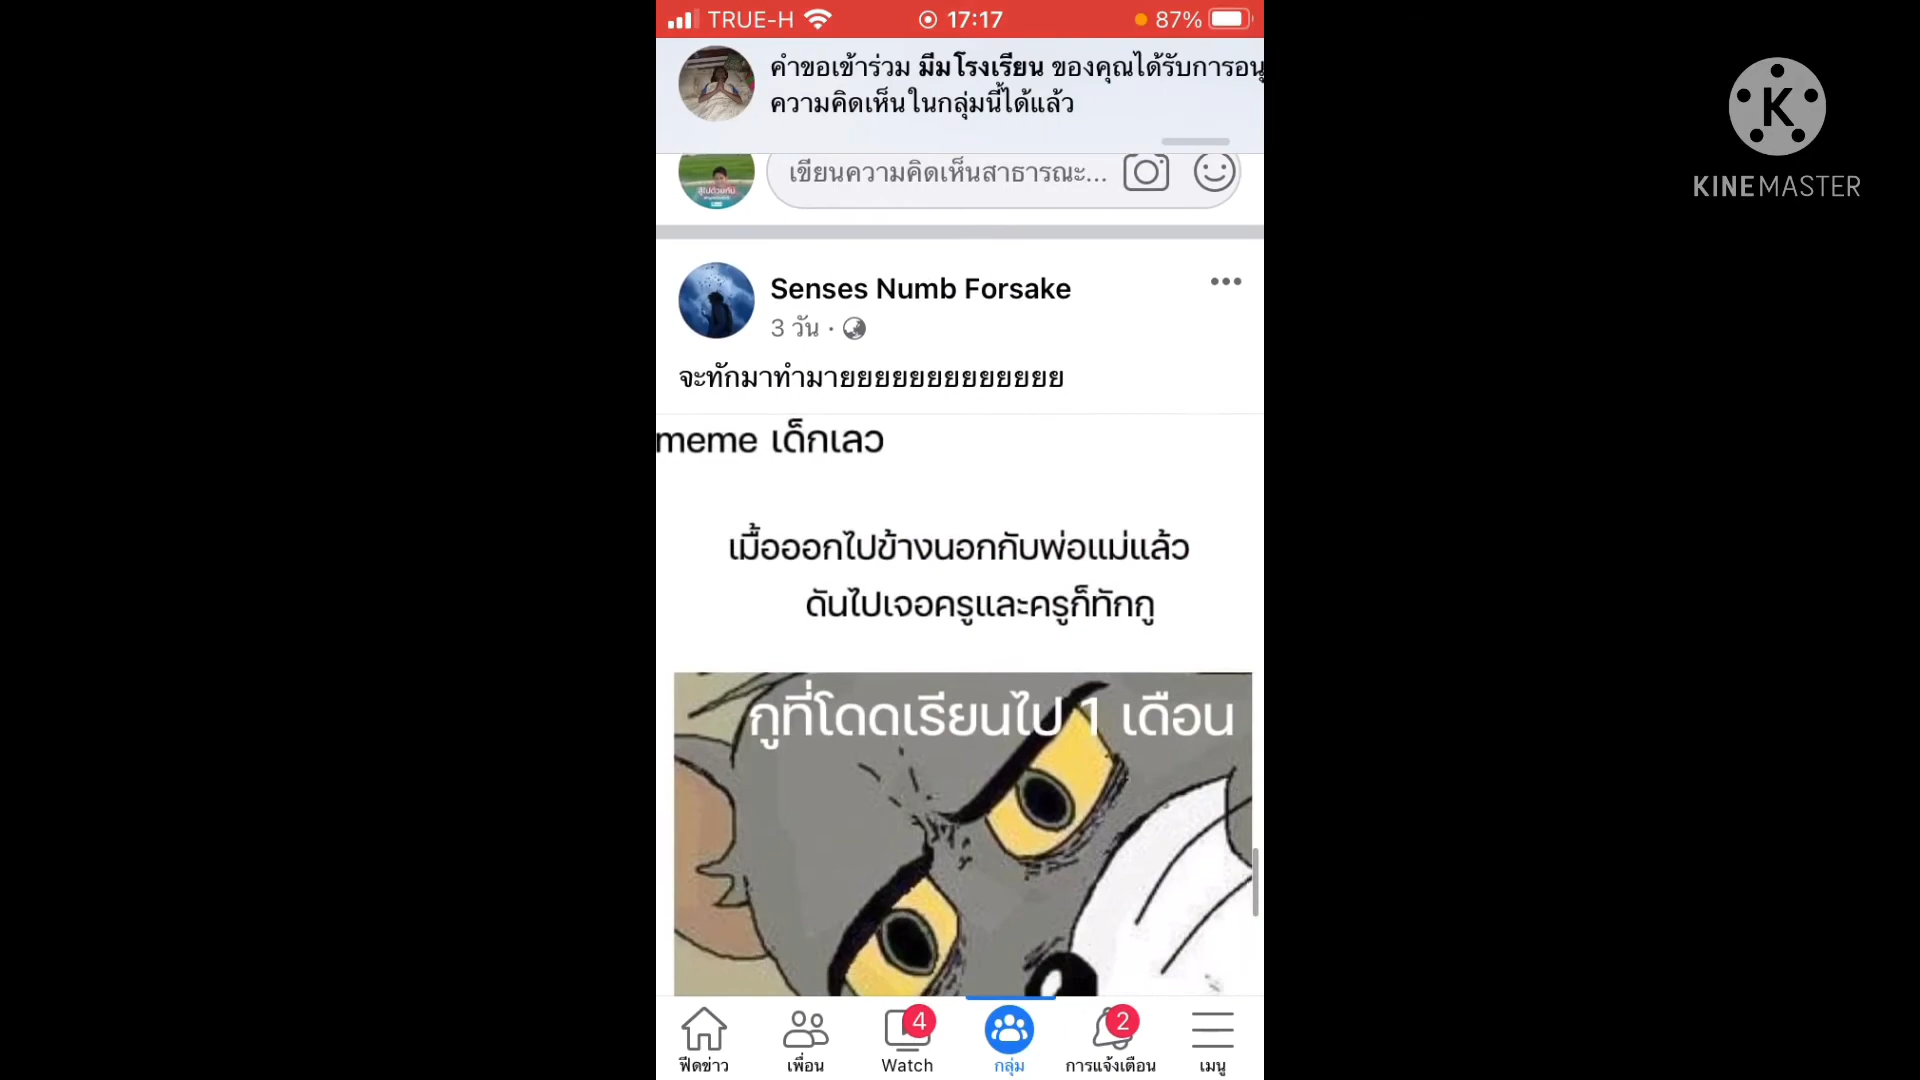 TRUE-H 17:17 87%
คำขอเข้าร่วม มีมโรงเรียน ของคุณได้รับการอนุ
ความคิดเห็นในกลุ่มนี้ได้แล้ว
เขียนความคิดเห็นสาธารณะ...
Senses Numb Forsake
3 วัน ·
จะทักมาทำมายยยยยยยยยยยยย
meme เด็กเลว
เมื้อออกไปข้างนอกกับพ่อแม่แล้ว
ดันไปเจอครูและครูก็ทักกู
กูที่โดดเรียนไป 1 เดือน
4 2
ฟีดข่าว เพื่อน Watch กลุ่ม การแจ้งเตือน เมนู
K
KINEMASTER